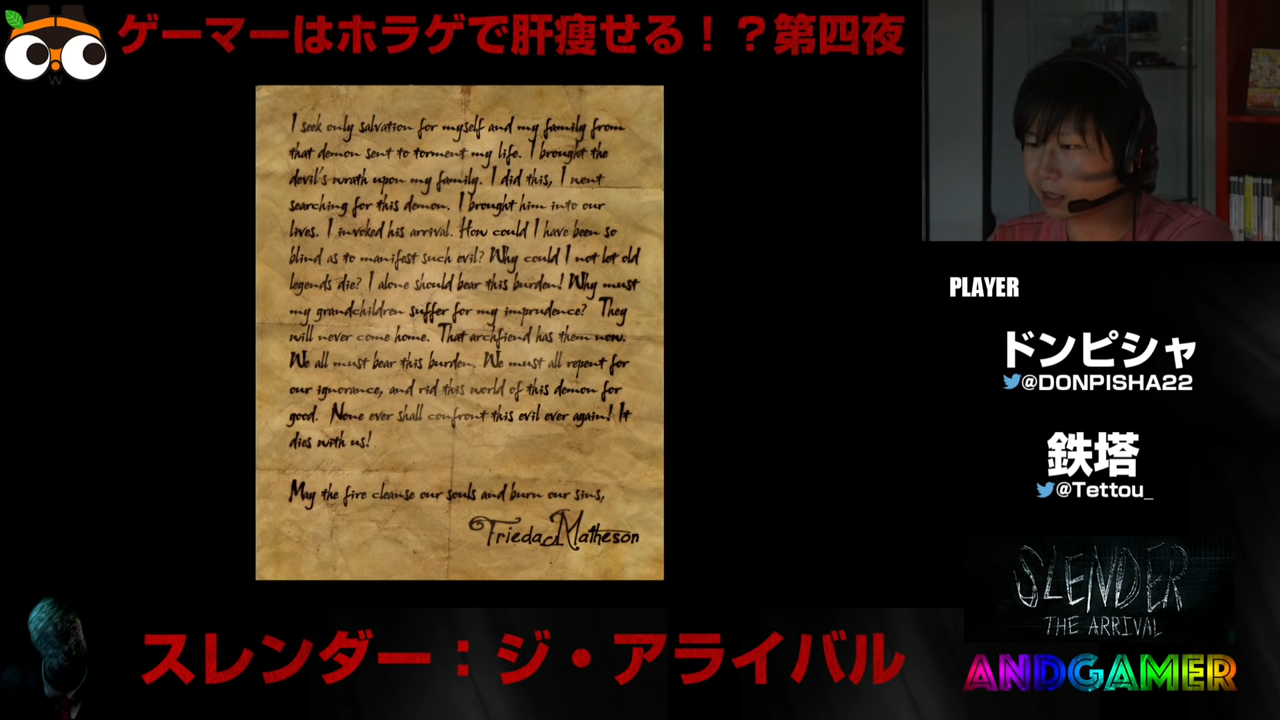 ゲーマーはホラゲで肝痩せる！？第四夜
I seek only salvation for myself and my family from
that demon sent to torment my life. I brought the
devil's wrath upon my family. I did this, I went
searching for this demon. I brought him into our
lives. I invoked his arrival. How could I have been so
blind as to manifest such evil? Why could I not let old
legends die? I alone should bear this burden! Why must
my grandchildren suffer for my imprudence? They
will never come home. That archfiend has them now.
We all must bear this burden. We must all repent for
our ignorance, and rid this world of this demon for
good. None ever shall confront this evil ever again! It
dies with us!
May the fire cleanse our souls and burn our sins,
Frieda Matheson
PLAYER
ドンピシャ
@DONPISHA22
鉄塔
@Tettou_
SLENDER
THE ARRIVAL
スレンダー：ジ・アライバル
ANDGAMER